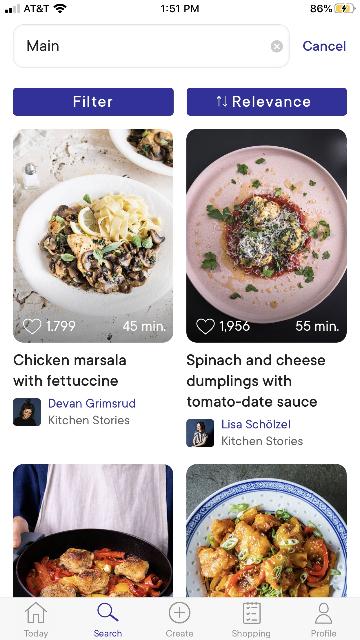 AT&T
1:51 PM
86%
Main
Cancel
Filter
↑↓ Relevance
1.799
45 min.
1,956
55 min.
Chicken marsala
with fettuccine
Devan Grimsrud
Kitchen Stories
Spinach and cheese
dumplings with
tomato-date sauce
Lisa Schölzel
Kitchen Stories
Today
Search
Create
Shopping
Profile